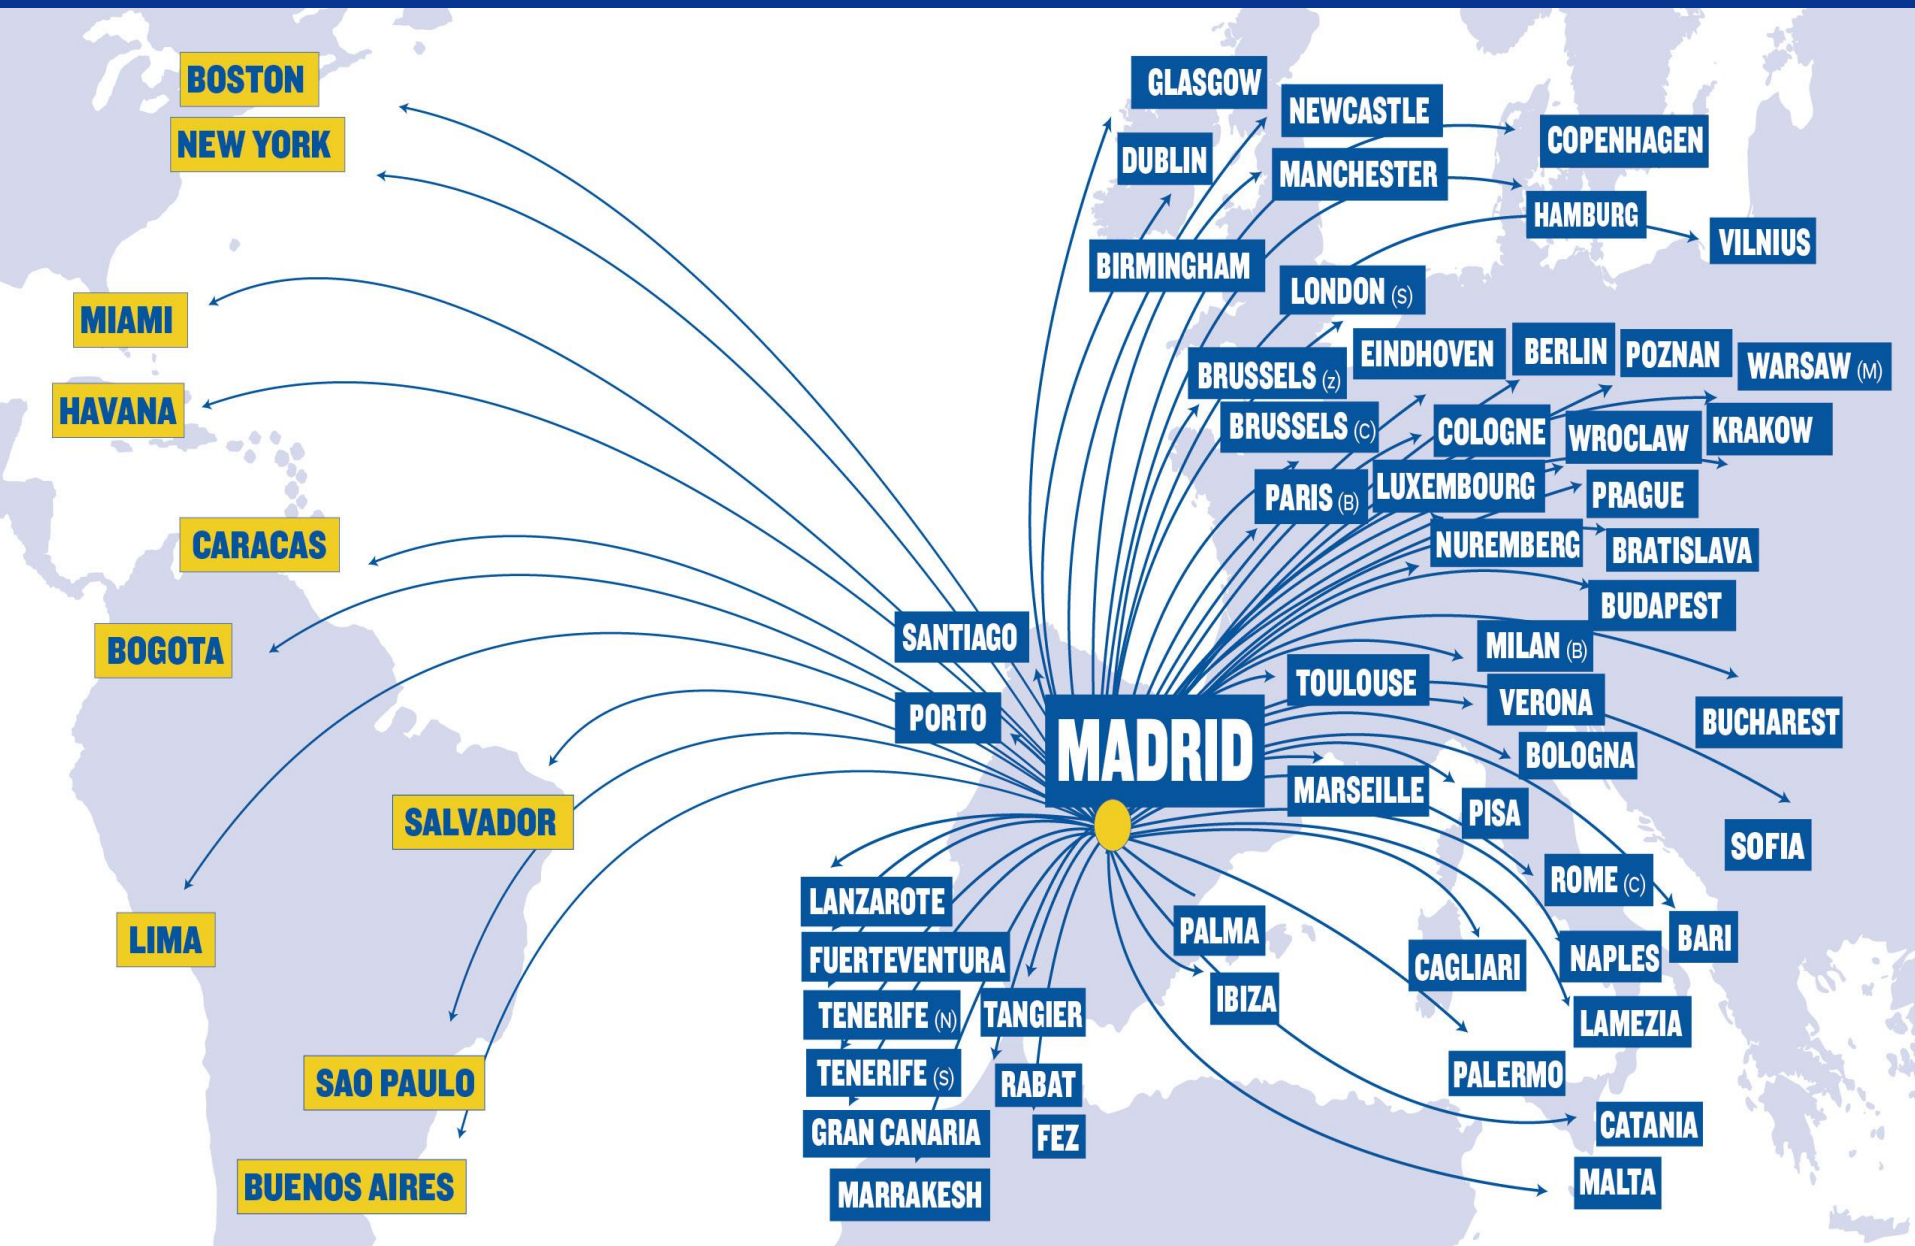 BOSTON
NEW YORK
MIAMI
HAVANA
CARACAS
BOGOTA
LIMA
SALVADOR
SAO PAULO
BUENOS AIRES
SANTIAGO
PORTO
MADRID
GLASGOW
NEWCASTLE
COPENHAGEN
DUBLIN
MANCHESTER
HAMBURG
VILNIUS
BIRMINGHAM
LONDON (S)
BRUSSELS (Z)
EINDHOVEN
BERLIN
POZNAN
WARSAW (M)
BRUSSELS (C)
COLOGNE
WROCLAW
KRAKOW
PARIS (B)
LUXEMBOURG
PRAGUE
NUREMBERG
BRATISLAVA
BUDAPEST
MILAN (B)
TOULOUSE
VERONA
BUCHAREST
BOLOGNA
MARSEILLE
PISA
SOFIA
ROME (C)
BARI
NAPLES
CAGLIARI
LAMEZIA
PALERMO
CATANIA
MALTA
PALMA
IBIZA
LANZAROTE
FUERTEVENTURA
TENERIFE (N)
TANGIER
TENERIFE (S)
RABAT
GRAN CANARIA
FEZ
MARRAKESH